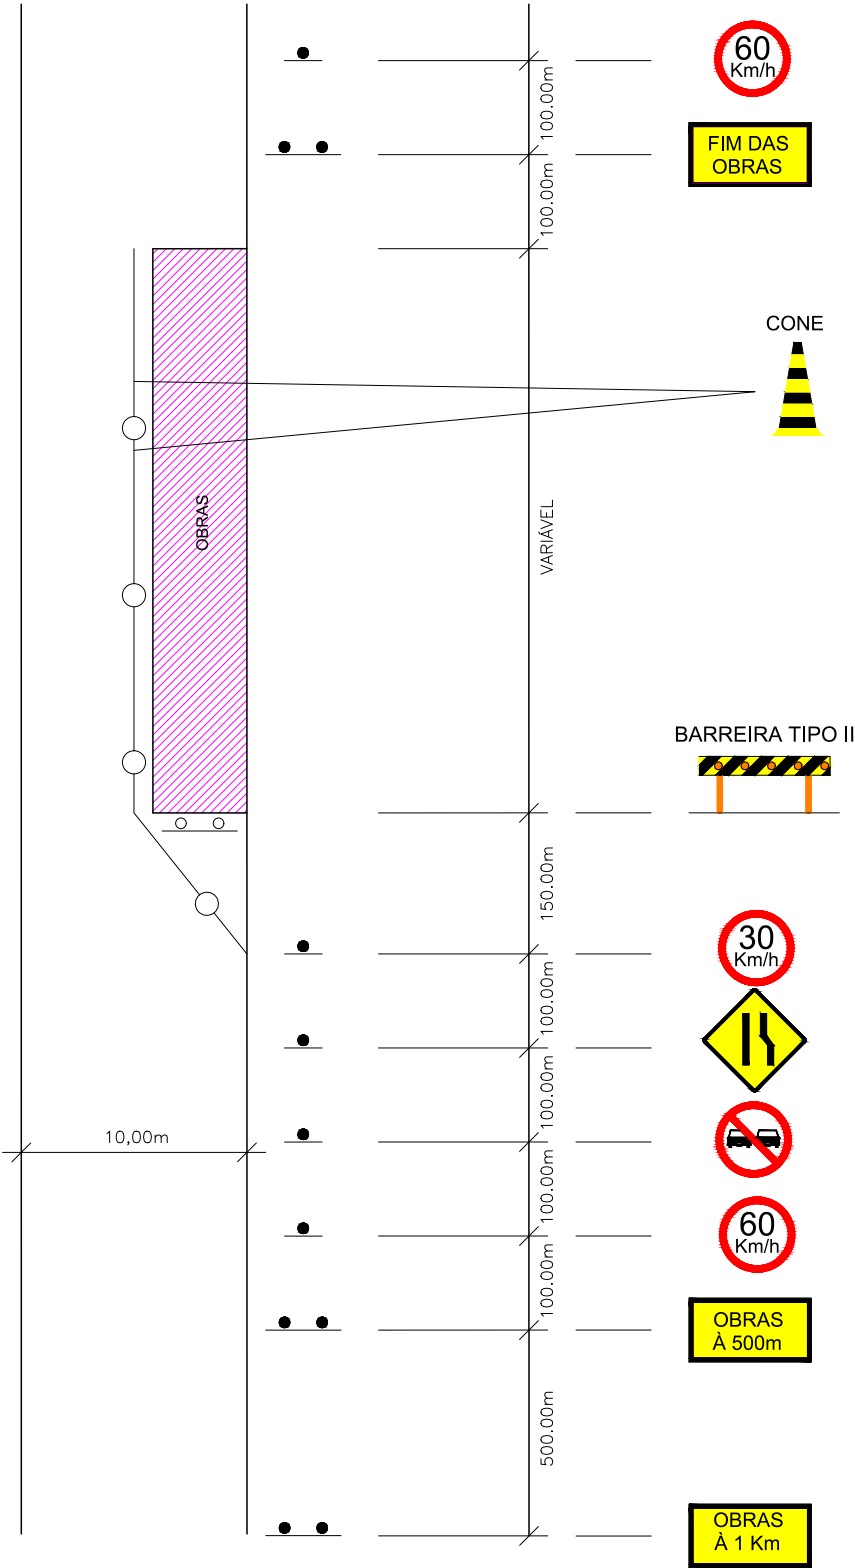 60
Km/h
100.00m
FIM DAS
OBRAS
100.00m
CONE
OBRAS
VARIÁVEL
BARREIRA TIPO II
150.00m
30
Km/h
100.00m
100.00m
10,00m
100.00m
60
Km/h
100.00m
OBRAS
À 500m
500.00m
OBRAS
À 1 Km